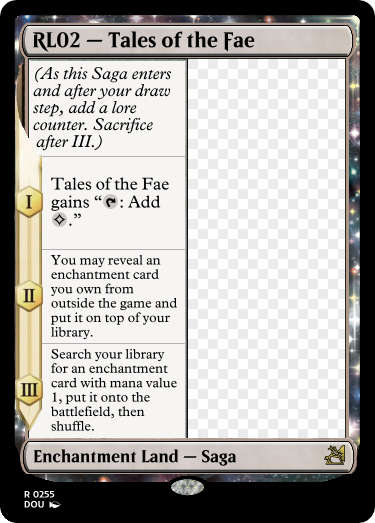 RL02 — Tales of the Fae
(As this Saga enters
and after your draw
step, add a lore
counter. Sacrifice
after III.)
I
Tales of the Fae
gains “: Add
.”
II
You may reveal an
enchantment card
you own from
outside the game and
put it on top of your
library.
III
Search your library
for an enchantment
card with mana value
1, put it onto the
battlefield, then
shuffle.
Enchantment Land — Saga
R 0255
DOU